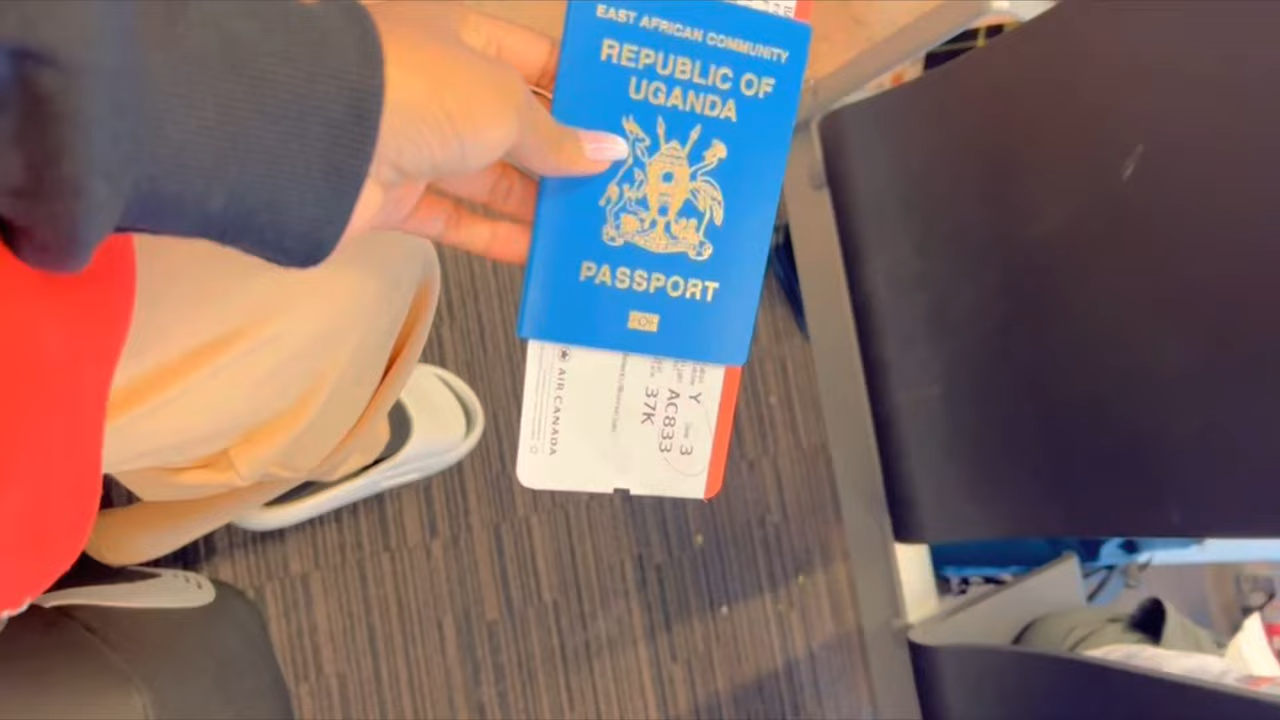 EAST AFRICAN COMMUNITY
REPUBLIC OF
UGANDA
PASSPORT
Y
3
AC833
37K
AIR CANADA